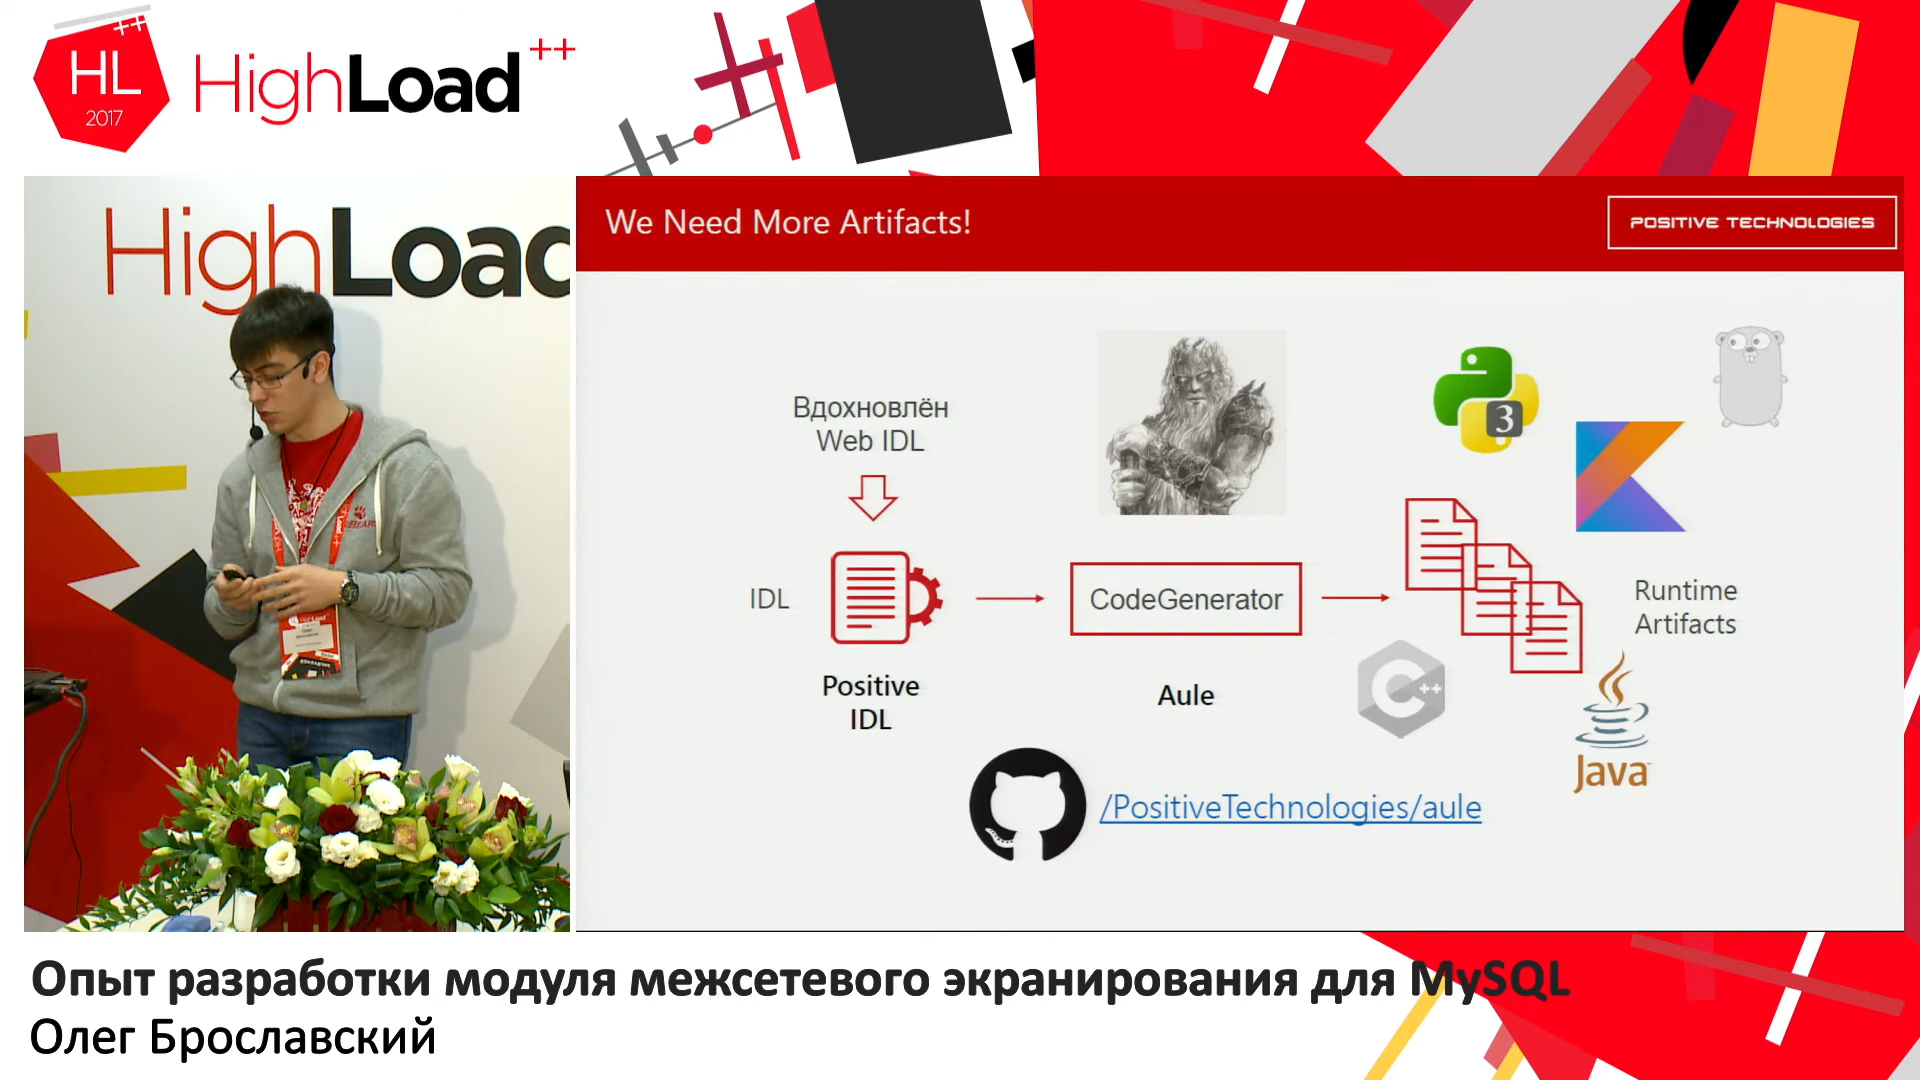 HL++
2017
HighLoad++
HighLoad
We Need More Artifacts!
POSITIVE TECHNOLOGIES
Вдохновлён
Web IDL
3
IDL
CodeGenerator
Runtime
Artifacts
Positive
IDL
Aule
C++
Java
/PositiveTechnologies/aule
Опыт разработки модуля межсетевого экранирования для MySQL
Олег Брославский